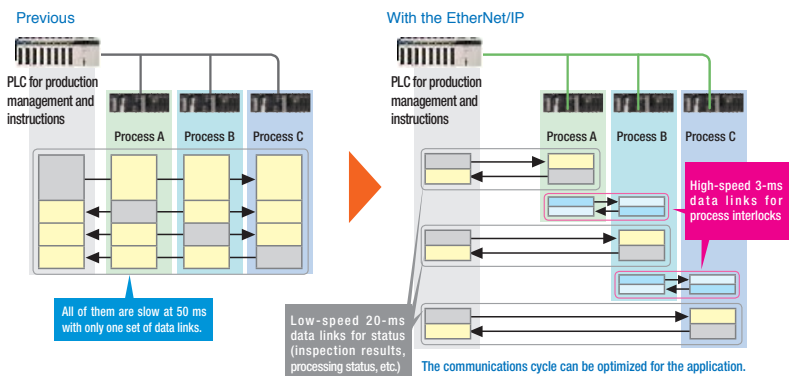 Previous
PLC for production
management and
instructions
Process A
Process B
Process C
All of them are slow at 50 ms
with only one set of data links.
With the EtherNet/IP
PLC for production
management and
instructions
Process A
Process B
Process C
High-speed 3-ms
data links for
process interlocks
Low-speed 20-ms
data links for status
(inspection results,
processing status, etc.)
The communications cycle can be optimized for the application.